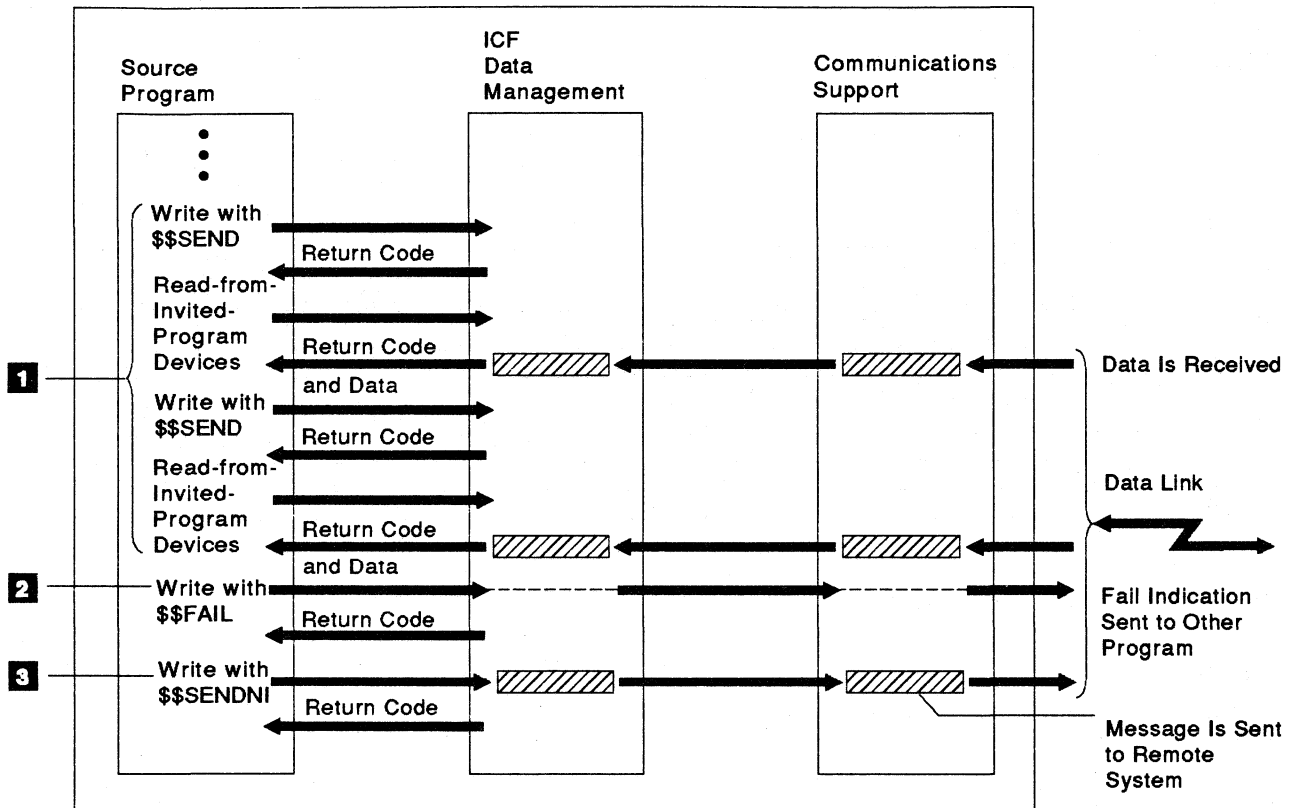 Source
Program
ICF
Data
Management
Communications
Support
Write with
$$SEND
Return Code
Read-from-
Invited-
Program
Devices
Return Code
and Data
Data Is Received
1
Write with
$$SEND
Return Code
Read-from-
Invited-
Program
Devices
Return Code
and Data
Data Link
2
Write with
$$FAIL
Return Code
Fail Indication
Sent to Other
Program
3
Write with
$$SENDNI
Return Code
Message Is Sent
to Remote
System